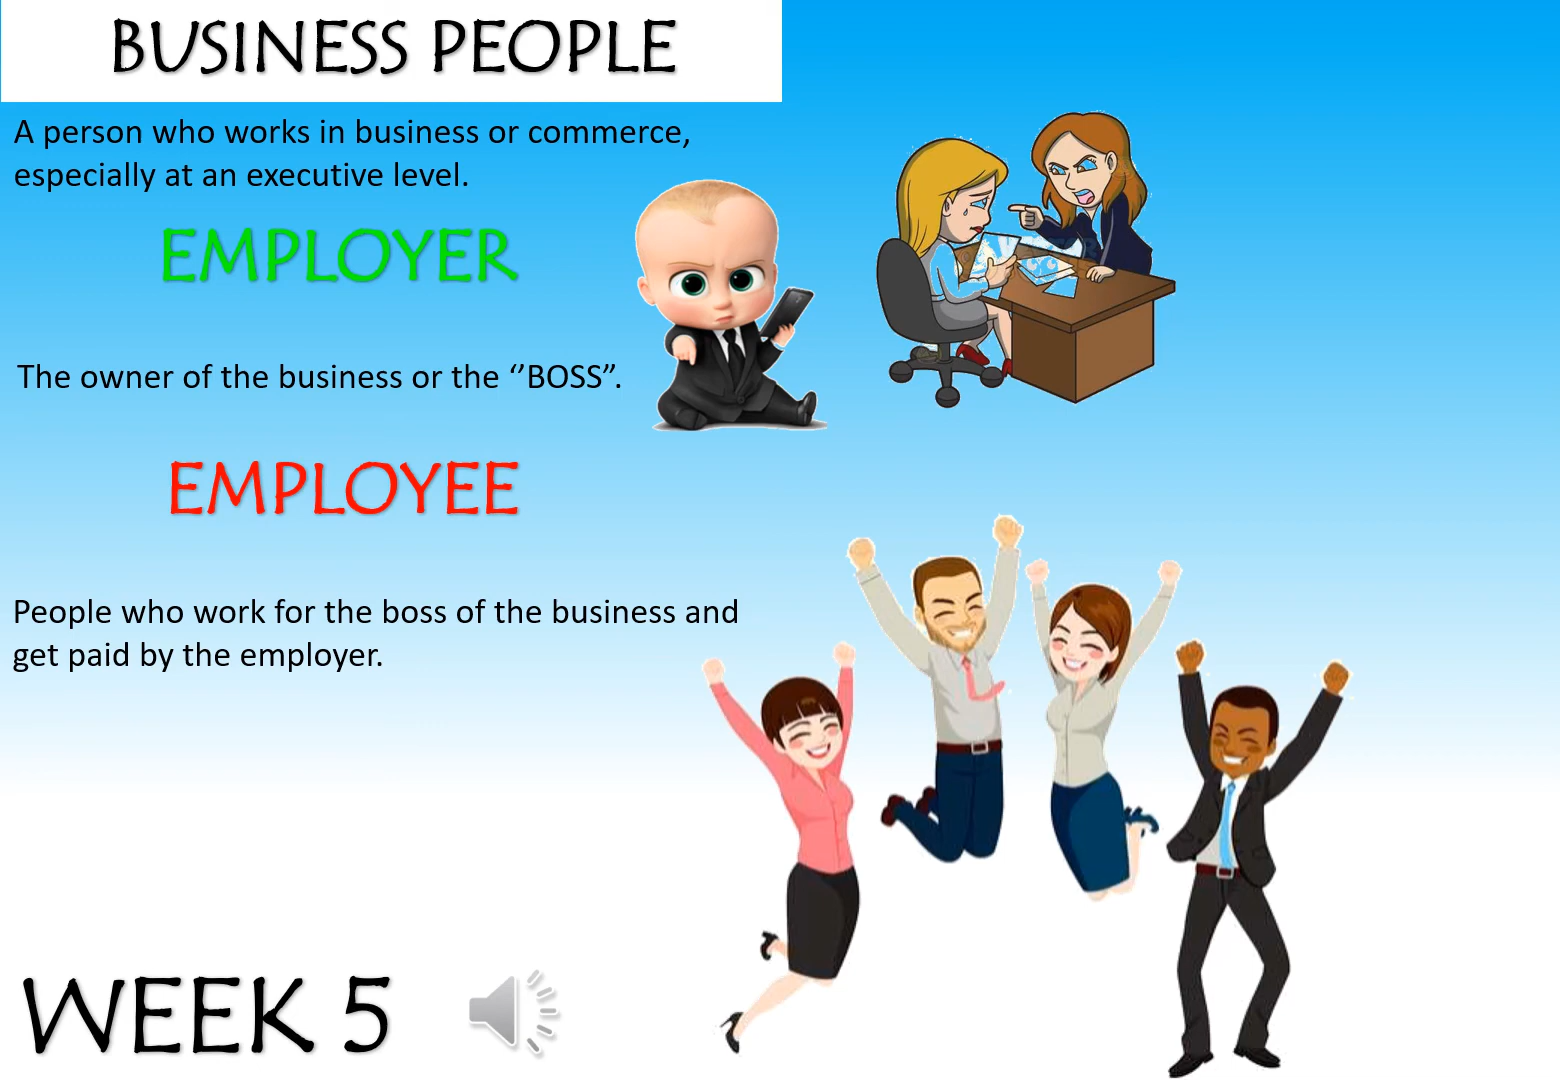 BUSINESS PEOPLE
A person who works in business or commerce,
especially at an executive level.
EMPLOYER
The owner of the business or the ‘’BOSS”.
EMPLOYEE
People who work for the boss of the business and
get paid by the employer.
WEEK 5